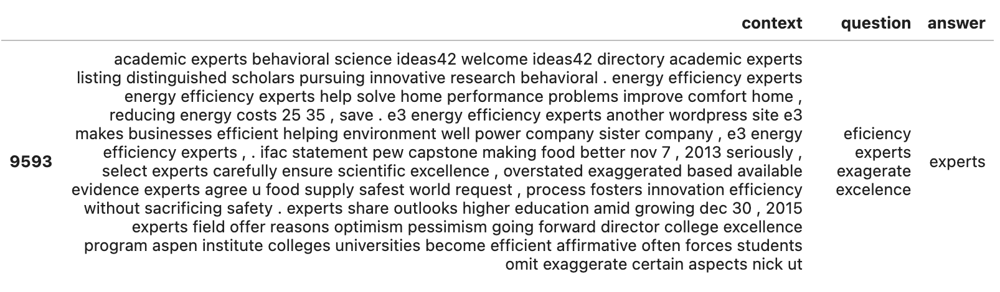 context question answer
academic experts behavioral science ideas42 welcome ideas42 directory academic experts
listing distinguished scholars pursuing innovative research behavioral . energy efficiency experts
energy efficiency experts help solve home performance problems improve comfort home ,
reducing energy costs 25 35 , save . e3 energy efficiency experts another wordpress site e3
makes businesses efficient helping environment well power company sister company , e3 energy
efficiency experts , . ifac statement pew capstone making food better nov 7 , 2013 seriously ,
select experts carefully ensure scientific excellence , overstated exaggerated based available
evidence experts agree u food supply safest world request , process fosters innovation efficiency
without sacrificing safety . experts share outlooks higher education amid growing dec 30 , 2015
experts field offer reasons optimism pessimism going forward director college excellence
program aspen institute colleges universities become efficient affirmative often forces students
omit exaggerate certain aspects nick ut
9593
eficiency
experts
exagerate
excelence
experts